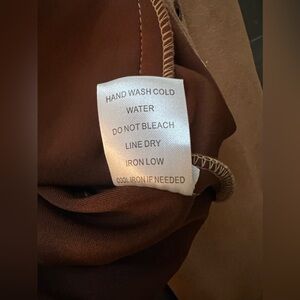 HAND WASH COLD
WATER
DO NOT BLEACH
LINE DRY
IRON LOW
COOL IRON IF NEEDED